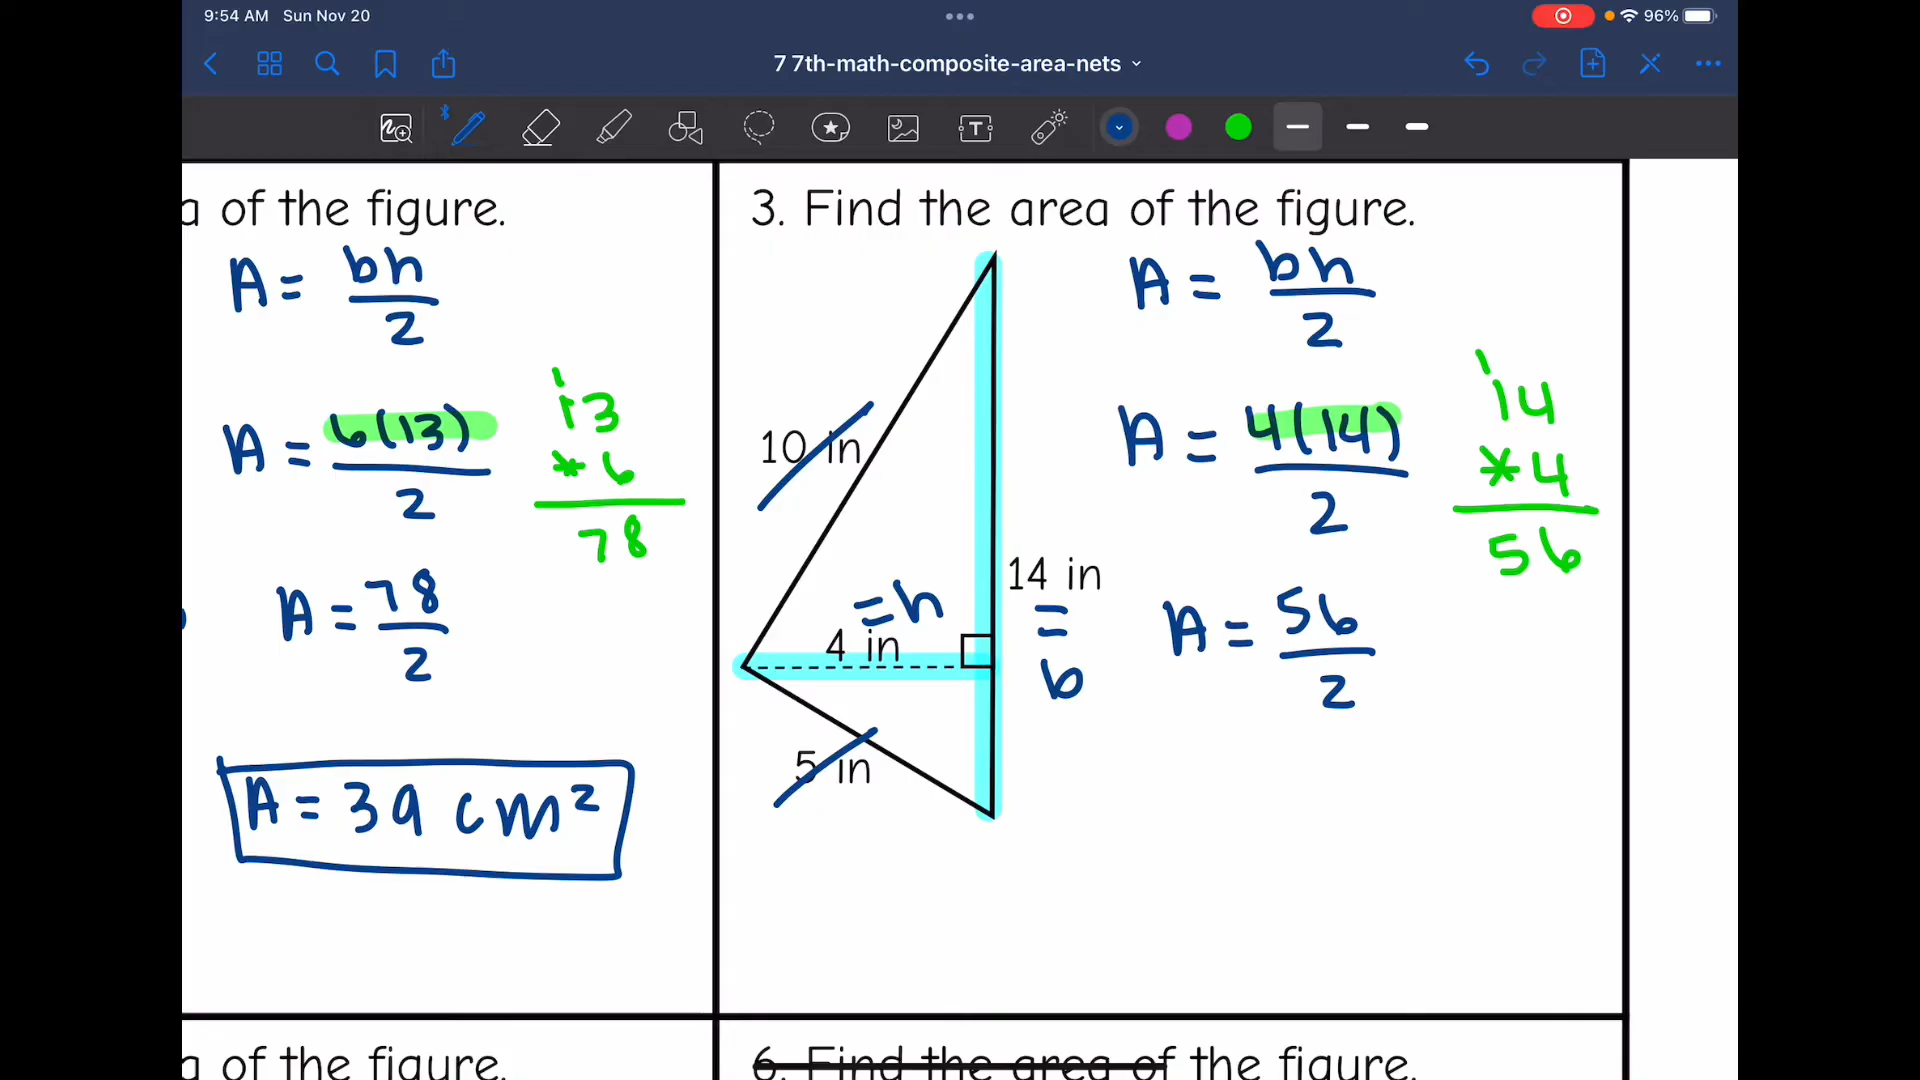 9:54 AM Sun Nov 20
96%
7 7th-math-composite-area-nets
T
a of the figure.
A = bh
2
A = 6(13)
2
1
13
* 6
78
A = 78
2
A = 39 cm²
3. Find the area of the figure.
10 in
=h
4 in
5 in
14 in
=
b
A = bh
2
A = 4(14)
2
1
14
*4
56
A = 56
2
a of the figure.
6. Find the area of the figure.